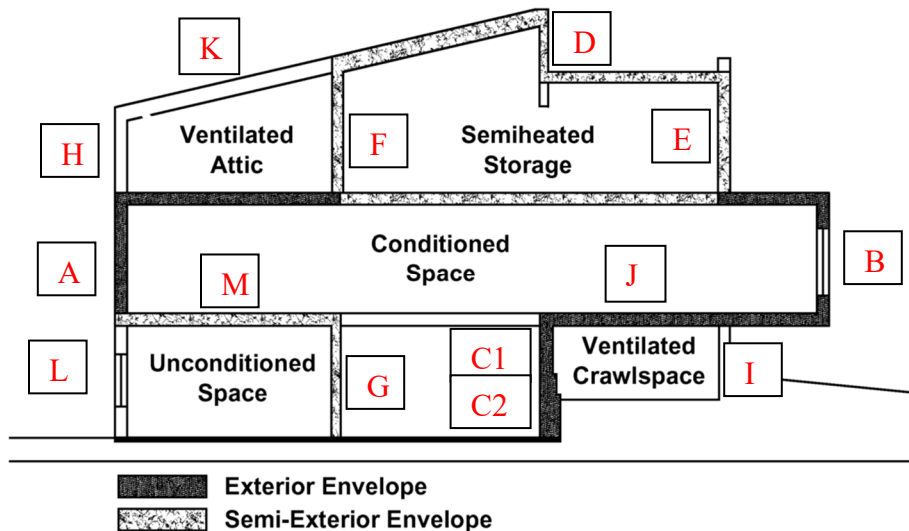 K
D
H
Ventilated
Attic
F
Semiheated
Storage
E
A
M
Conditioned
Space
J
B
L
Unconditioned
Space
G
C1
C2
Ventilated
Crawlspace
I
Exterior Envelope
Semi-Exterior Envelope